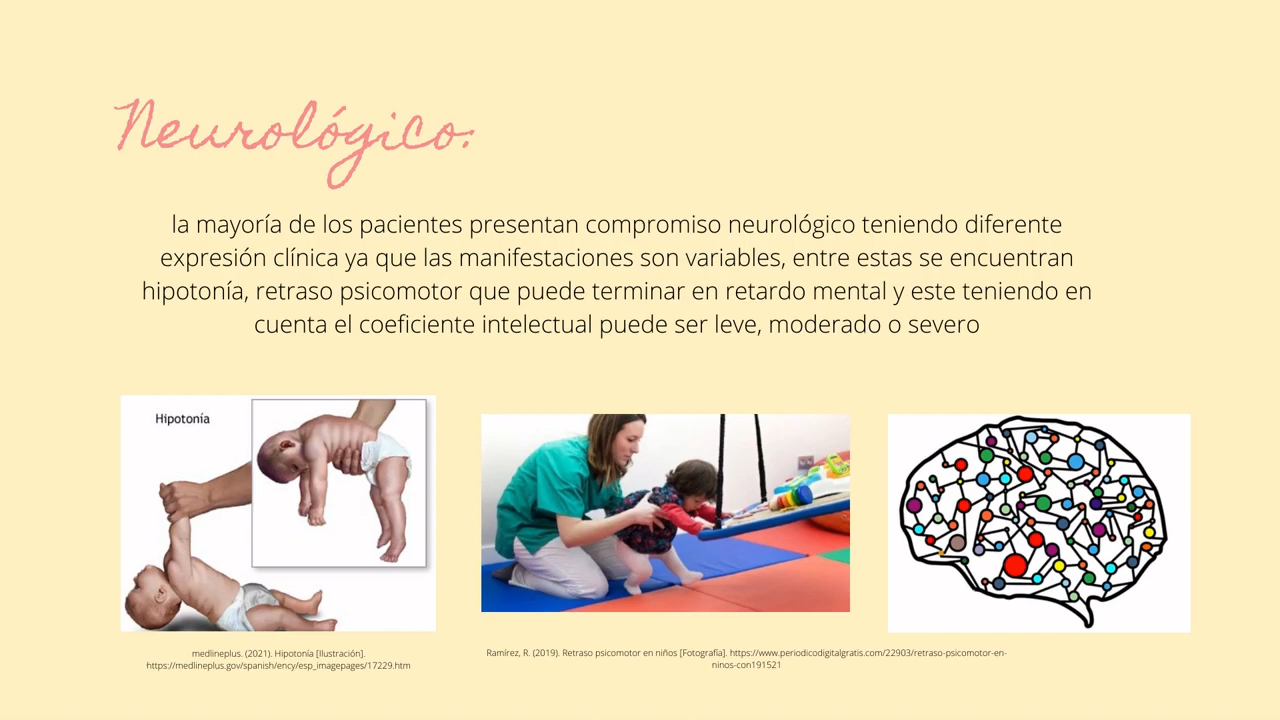 Neurológico:
la mayoría de los pacientes presentan compromiso neurológico teniendo diferente
expresión clínica ya que las manifestaciones son variables, entre estas se encuentran
hipotonía, retraso psicomotor que puede terminar en retardo mental y este teniendo en
cuenta el coeficiente intelectual puede ser leve, moderado o severo
Hipotonía
medlineplus. (2021). Hipotonía [Ilustración].
https://medlineplus.gov/spanish/ency/esp_imagepages/17229.htm
Ramírez, R. (2019). Retraso psicomotor en niños [Fotografía]. https://www.periodicodigitalgratis.com/22903/retraso-psicomotor-en-
ninos-con191521